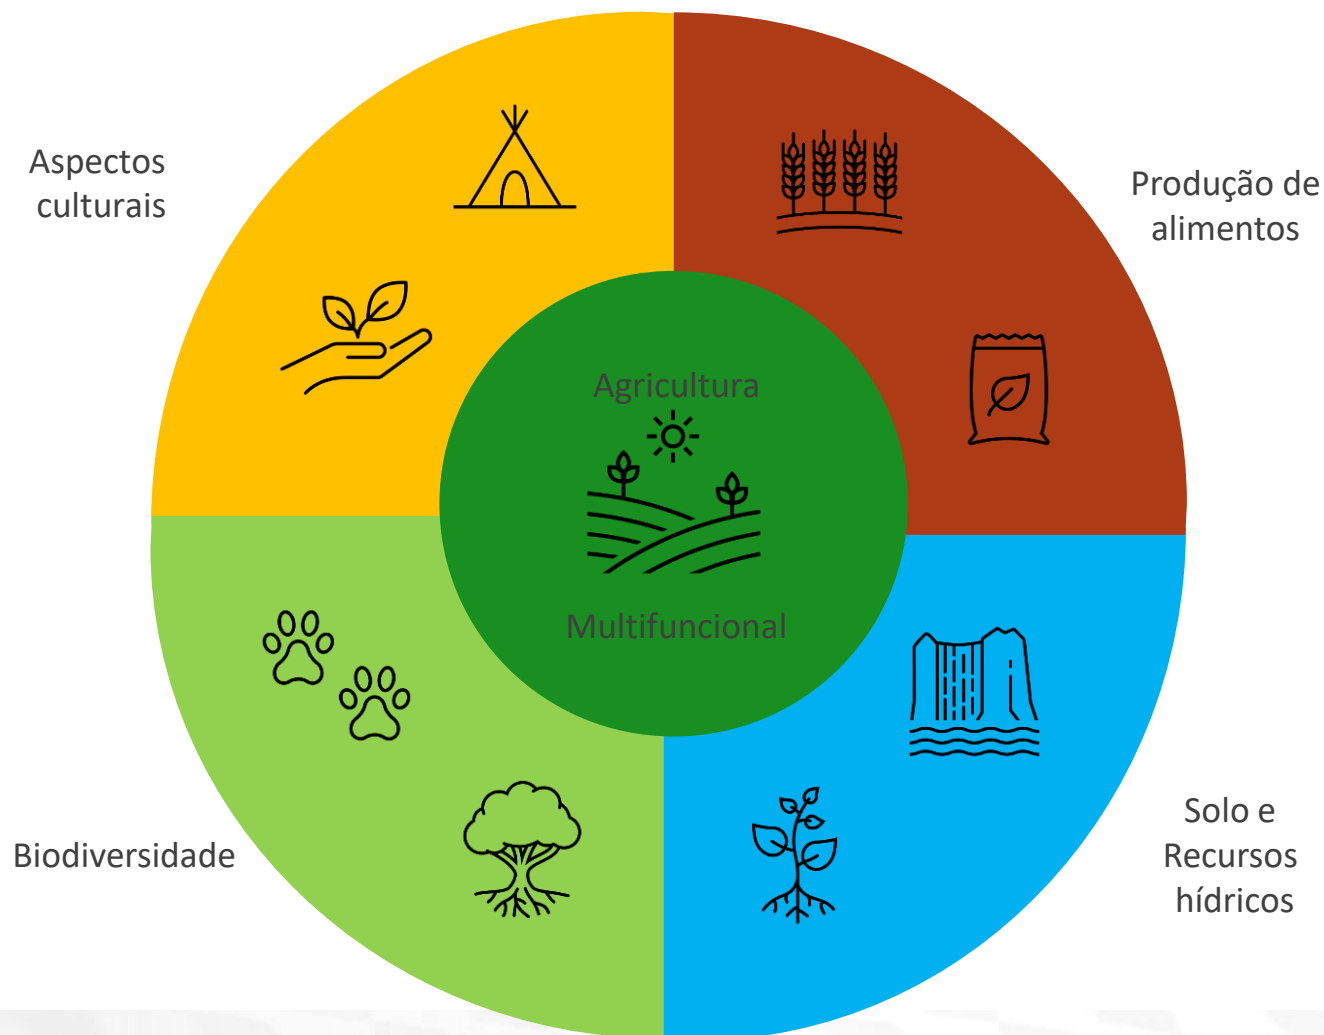 Aspectos
culturais
Produção de
alimentos
Agricultura
Multifuncional
Biodiversidade
Solo e
Recursos
hídricos